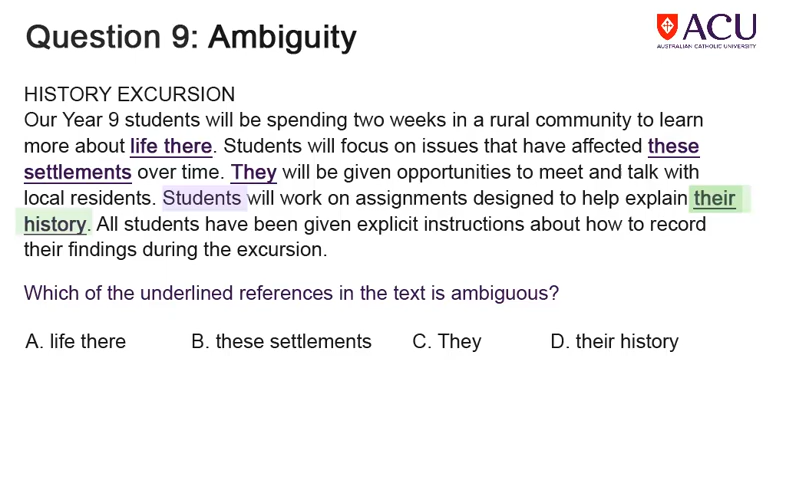 Question 9: Ambiguity
ACU
AUSTRALIAN CATHOLIC UNIVERSITY
HISTORY EXCURSION
Our Year 9 students will be spending two weeks in a rural community to learn
more about life there. Students will focus on issues that have affected these
settlements over time. They will be given opportunities to meet and talk with
local residents. Students will work on assignments designed to help explain their
history. All students have been given explicit instructions about how to record
their findings during the excursion.
Which of the underlined references in the text is ambiguous?
A. life there B. these settlements C. They D. their history